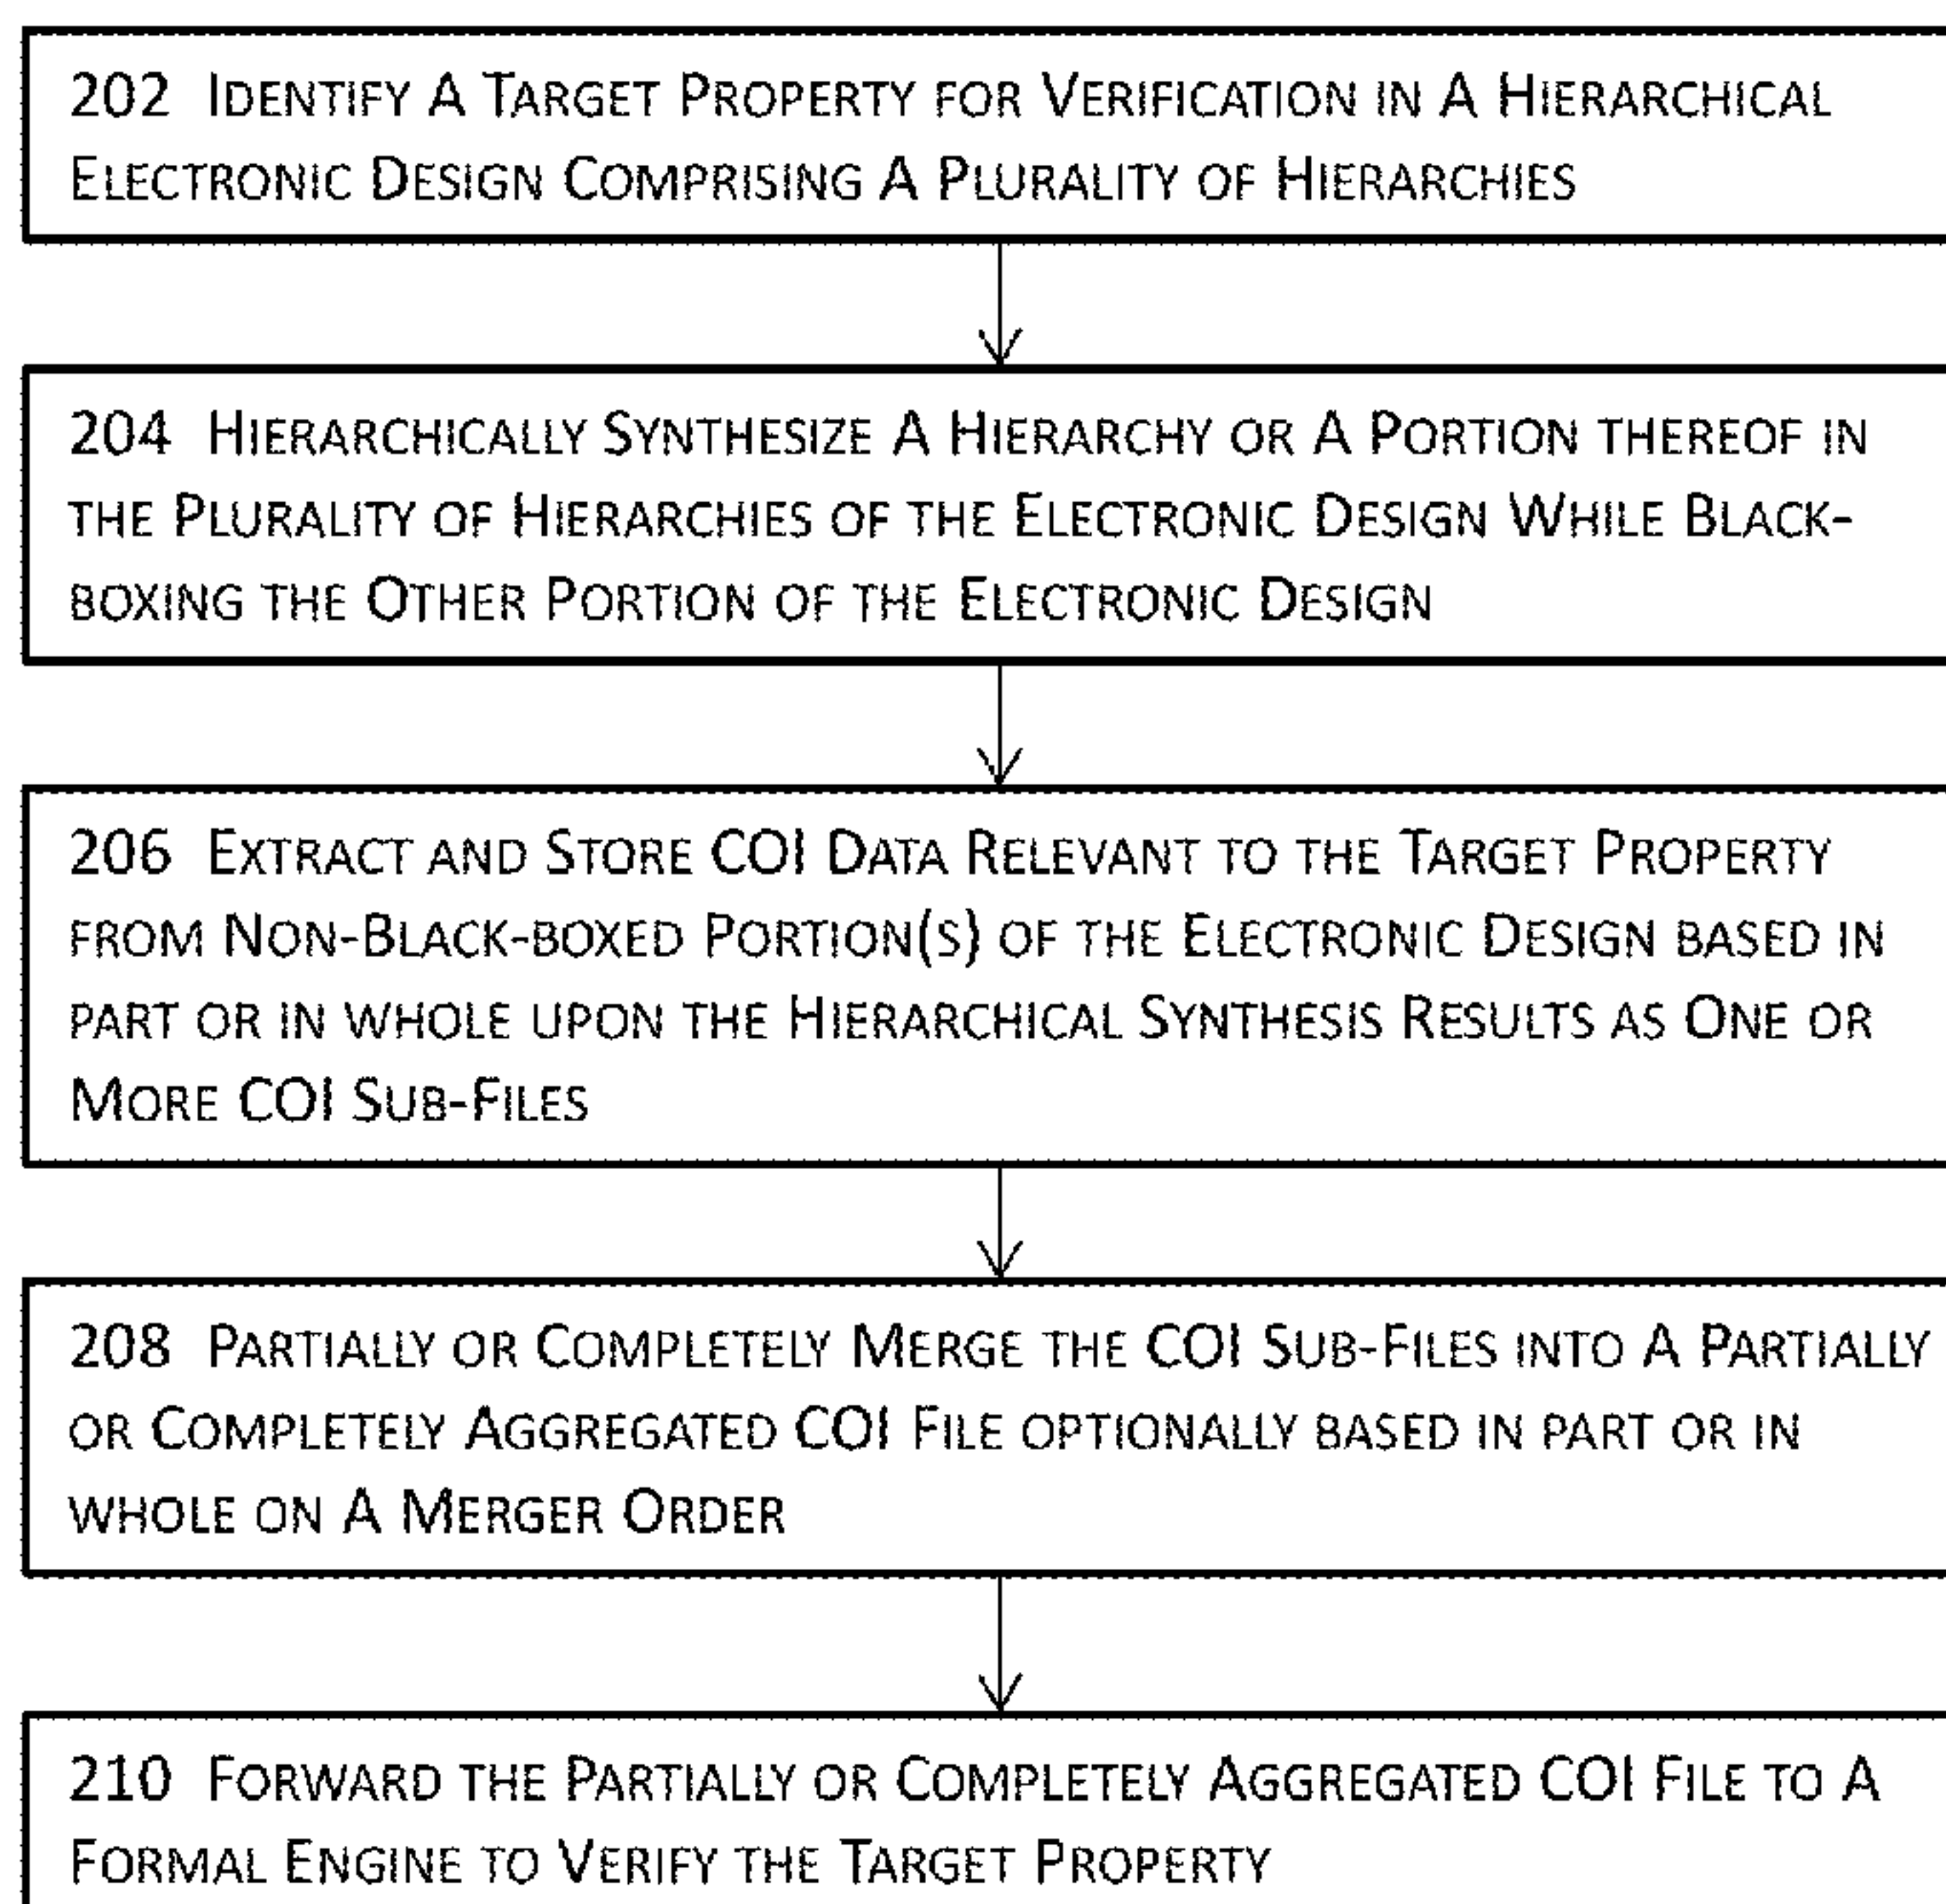 202 Identify A Target Property for Verification in A Hierarchical
Electronic Design Comprising A Plurality of Hierarchies
204 Hierarchically Synthesize A Hierarchy or A Portion thereof in
the Plurality of Hierarchies of the Electronic Design While Black-
boxing the Other Portion of the Electronic Design
206 Extract and Store COI Data Relevant to the Target Property
from Non-Black-boxed Portion(s) of the Electronic Design based in
part or in whole upon the Hierarchical Synthesis Results as One or
More COI Sub-Files
208 Partially or Completely Merge the COI Sub-Files into A Partially
or Completely Aggregated COI File optionally based in part or in
whole on A Merger Order
210 Forward the Partially or Completely Aggregated COI File to A
Formal Engine to Verify the Target Property